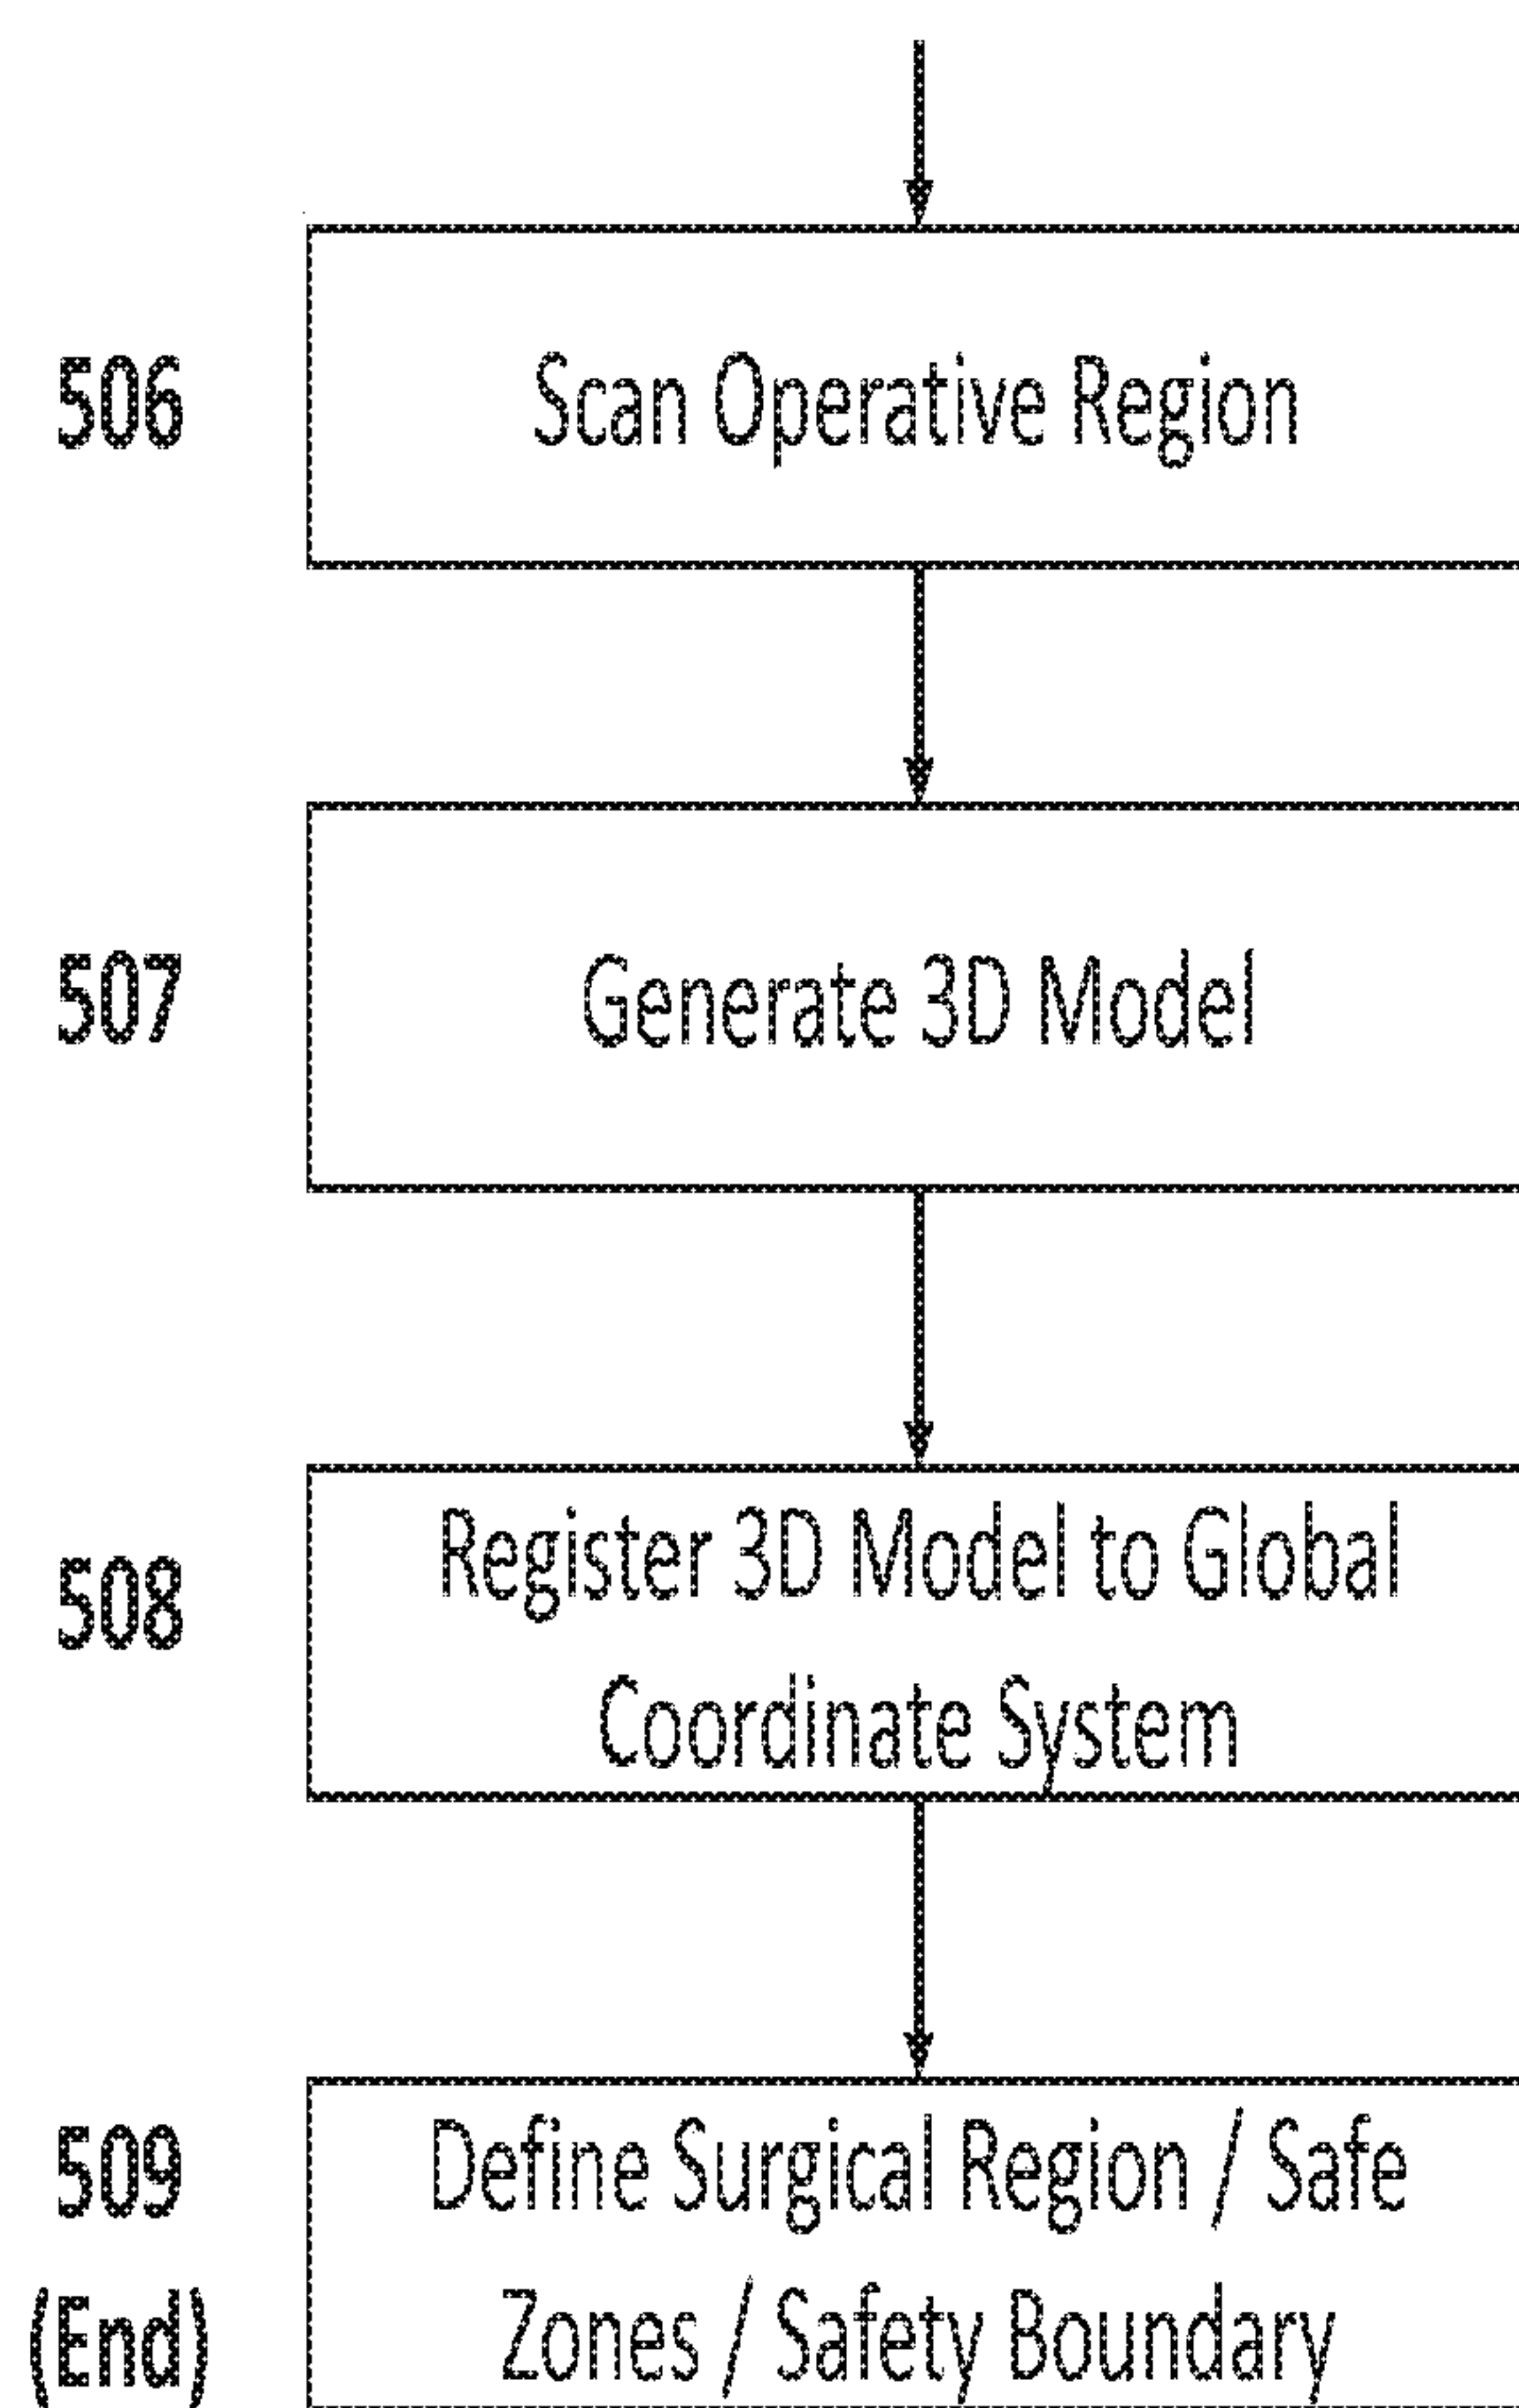 506
Scan Operative Region
507
Generate 3D Model
508
Register 3D Model to Global
Coordinate System
509
(End)
Define Surgical Region / Safe
Zones / Safety Boundary